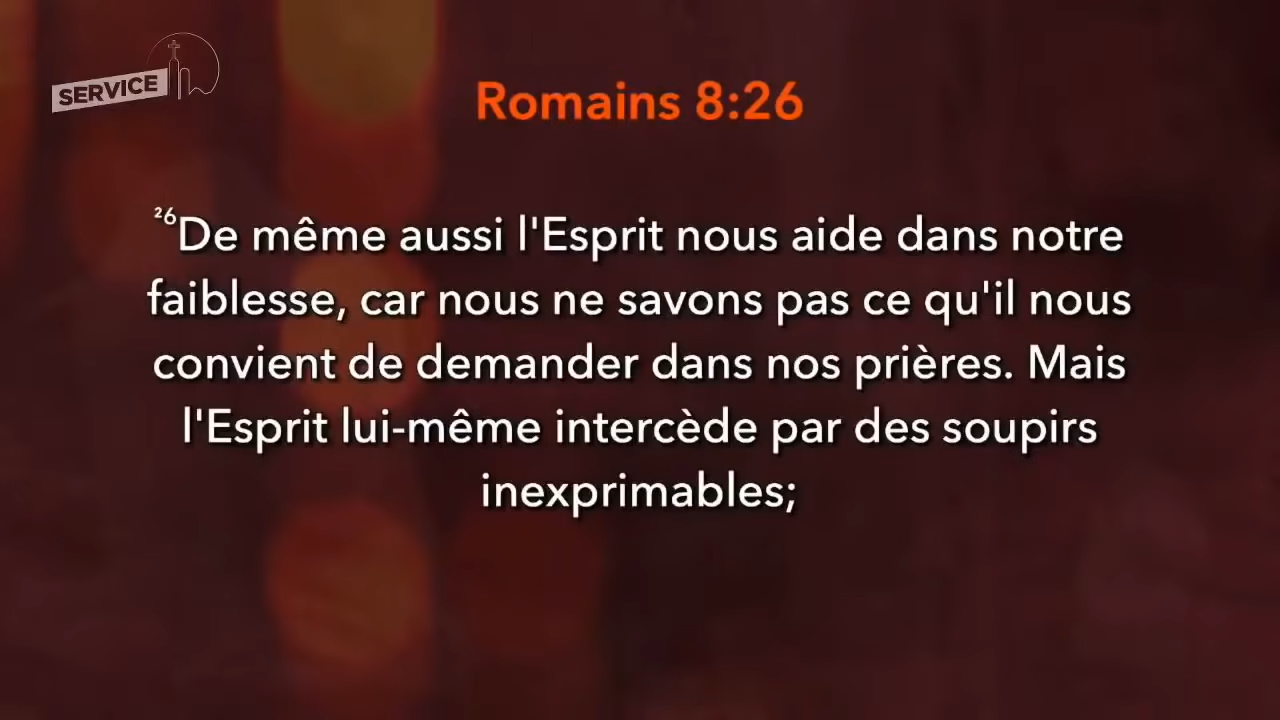 SERVICE
Romains 8:26
²⁶De même aussi l'Esprit nous aide dans notre
faiblesse, car nous ne savons pas ce qu'il nous
convient de demander dans nos prières. Mais
l'Esprit lui-même intercède par des soupirs
inexprimables;